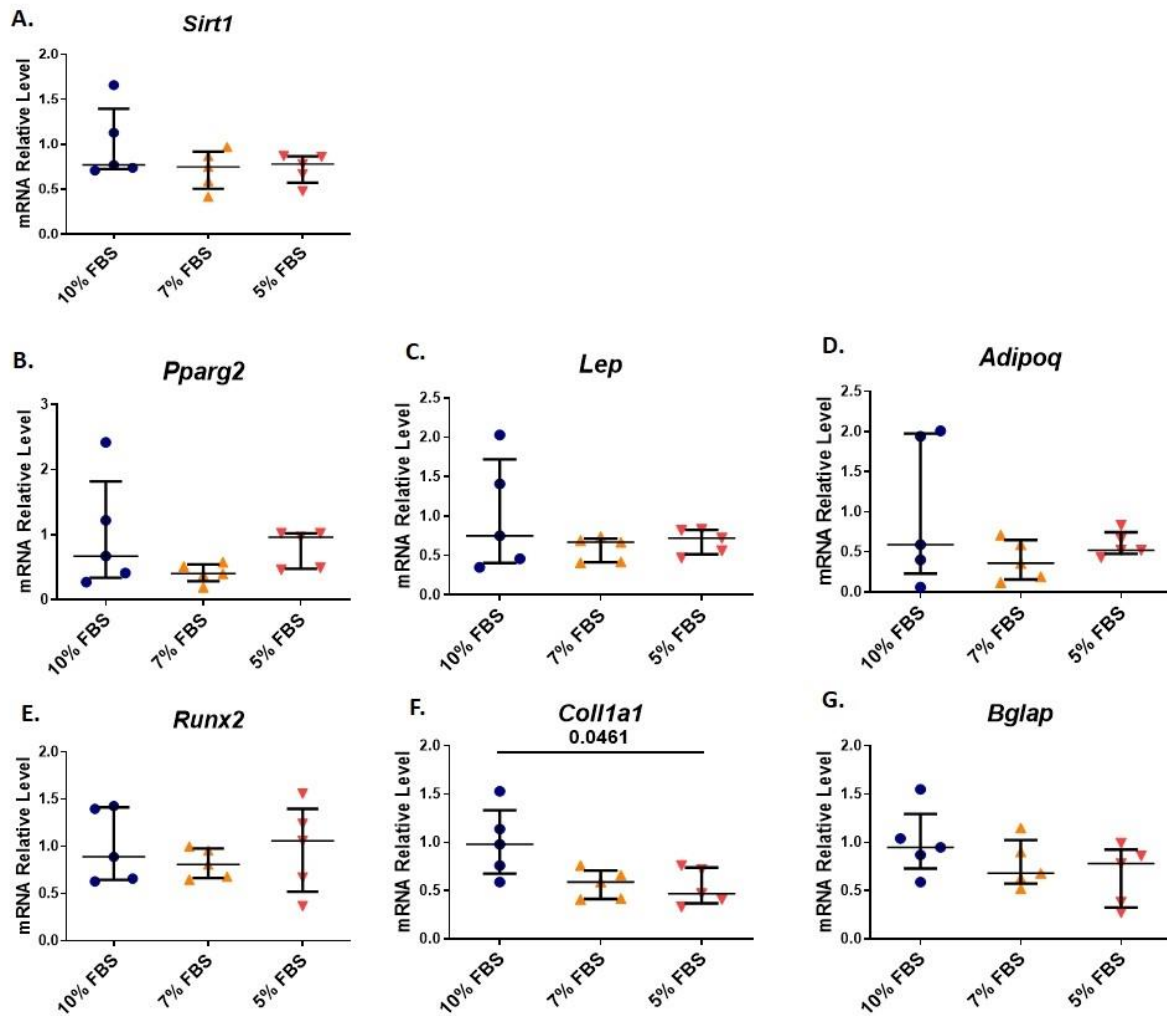 A.
Sirt1
mRNA Relative Level
2.0
1.5
1.0
0.5
0.0
10% FBS
7% FBS
5% FBS
B.
Pparg2
mRNA Relative Level
3
2
1
0
10% FBS
7% FBS
5% FBS
C.
Lep
mRNA Relative Level
2.5
2.0
1.5
1.0
0.5
0.0
10% FBS
7% FBS
5% FBS
D.
Adipoq
mRNA Relative Level
2.5
2.0
1.5
1.0
0.5
0.0
10% FBS
7% FBS
5% FBS
E.
Runx2
mRNA Relative Level
2.0
1.5
1.0
0.5
0.0
10% FBS
7% FBS
5% FBS
F.
Coll1a1
0.0461
mRNA Relative Level
2.0
1.5
1.0
0.5
0.0
10% FBS
7% FBS
5% FBS
G.
Bglap
mRNA Relative Level
2.0
1.5
1.0
0.5
0.0
10% FBS
7% FBS
5% FBS